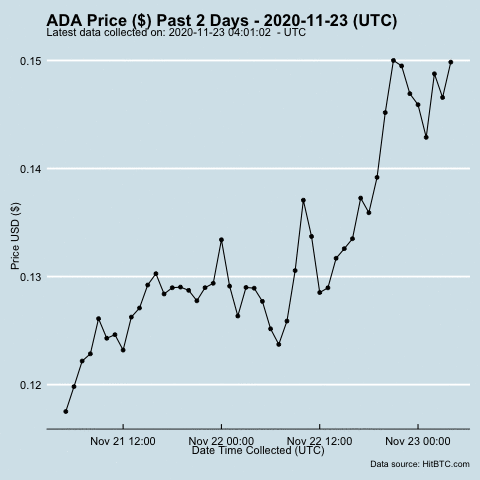 ADA Price ($) Past 2 Days - 2020-11-23 (UTC)
Latest data collected on: 2020-11-23 04:01:02  - UTC
0.15
0.14
0.13
0.12
Price USD ($)
Nov 21 12:00
Nov 22 00:00
Nov 22 12:00
Nov 23 00:00
Date Time Collected (UTC)
Data source: HitBTC.com